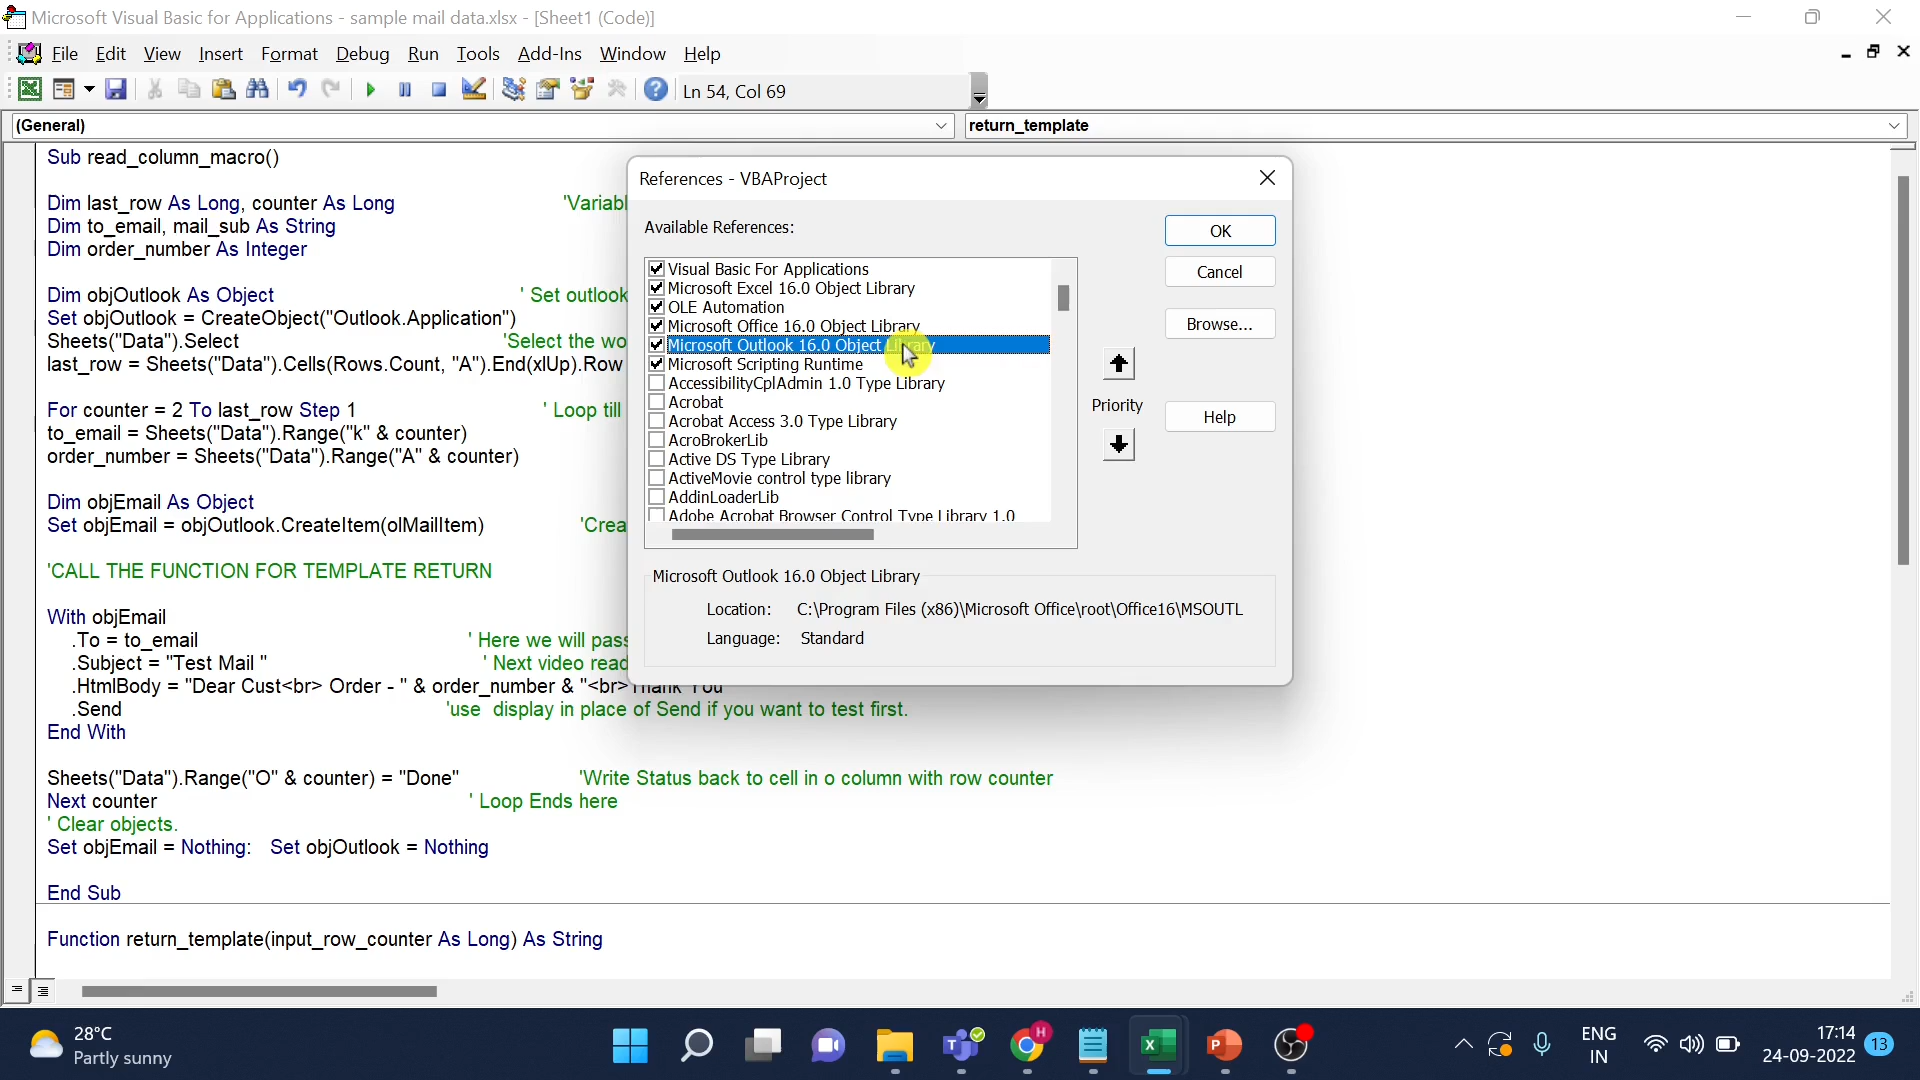 Microsoft Visual Basic for Applications - sample mail data.xlsx - [Sheet1 (Code)]
File Edit View Insert Format Debug Run Tools Add-Ins Window Help
Ln 54, Col 69
(General) return_template
Sub read_column_macro()
Dim last_row As Long, counter As Long 'Variabl
Dim to_email, mail_sub As String
Dim order_number As Integer
Dim objOutlook As Object ' Set outlook
Set objOutlook = CreateObject("Outlook.Application")
Sheets("Data").Select 'Select the wo
last_row = Sheets("Data").Cells(Rows.Count, "A").End(xlUp).Row
For counter = 2 To last_row Step 1 ' Loop till
to_email = Sheets("Data").Range("k" & counter)
order_number = Sheets("Data").Range("A" & counter)
Dim objEmail As Object
Set objEmail = objOutlook.CreateItem(olMailItem) 'Crea
'CALL THE FUNCTION FOR TEMPLATE RETURN
With objEmail
.To = to_email ' Here we will pass
.Subject = "Test Mail " ' Next video read
.HtmlBody = "Dear Cust<br> Order - " & order_number & "<br> Thank You
.Send 'use display in place of Send if you want to test first.
End With
Sheets("Data").Range("O" & counter) = "Done" 'Write Status back to cell in o column with row counter
Next counter ' Loop Ends here
' Clear objects.
Set objEmail = Nothing: Set objOutlook = Nothing
End Sub
Function return_template(input_row_counter As Long) As String
References - VBAProject
Available References:
Visual Basic For Applications
Microsoft Excel 16.0 Object Library
OLE Automation
Microsoft Office 16.0 Object Library
Microsoft Outlook 16.0 Object Library
Microsoft Scripting Runtime
AccessibilityCplAdmin 1.0 Type Library
Acrobat
Acrobat Access 3.0 Type Library
AcroBrokerLib
Active DS Type Library
ActiveMovie control type library
AddinLoaderLib
Adobe Acrobat Browser Control Type Library 1.0
OK
Cancel
Browse...
Priority
Help
Microsoft Outlook 16.0 Object Library
Location: C:\Program Files (x86)\Microsoft Office\root\Office16\MSOUTL
Language: Standard
28°C
Partly sunny
ENG
IN
17:14
24-09-2022
13